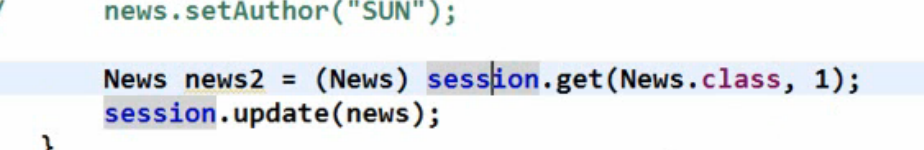 / news.setAuthor("SUN");
News news2 = (News) session.get(News.class, 1);
session.update(news);
}